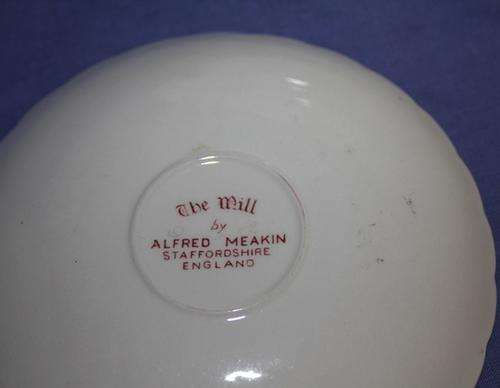 The Mill
by
ALFRED MEAKIN
STAFFORDSHIRE
ENGLAND